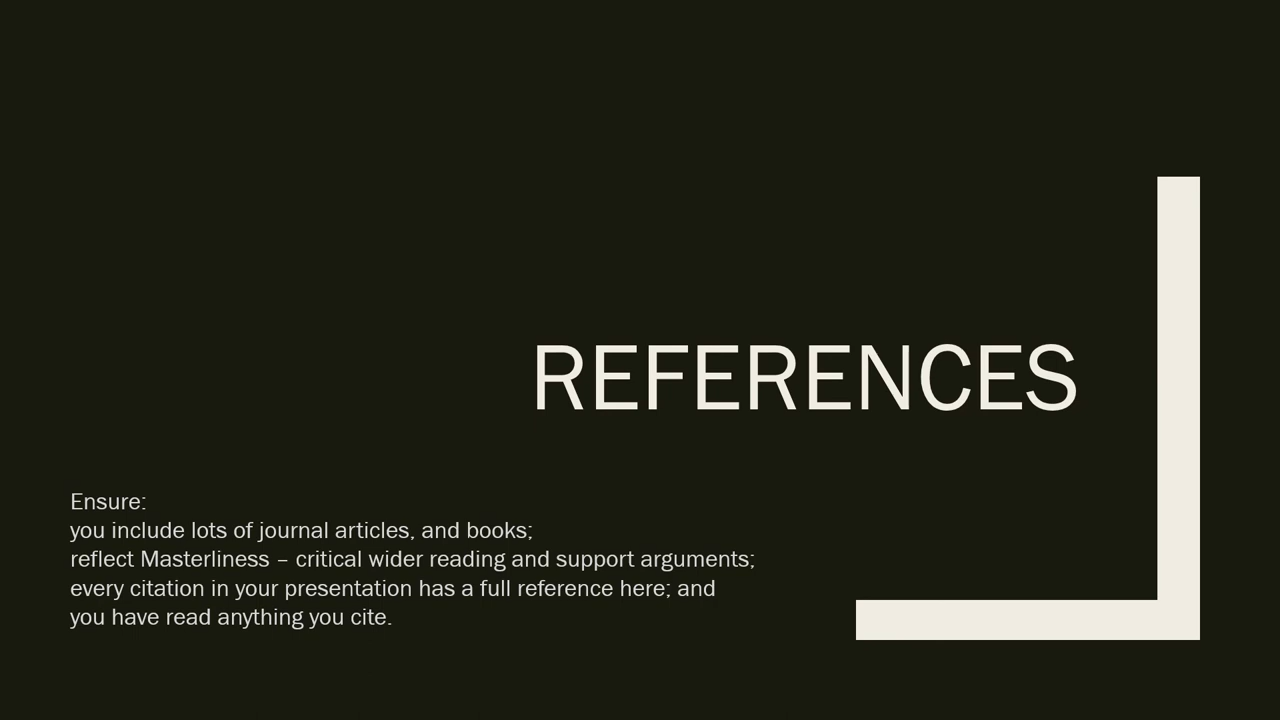 REFERENCES
Ensure:
you include lots of journal articles, and books;
reflect Masterliness – critical wider reading and support arguments;
every citation in your presentation has a full reference here; and
you have read anything you cite.